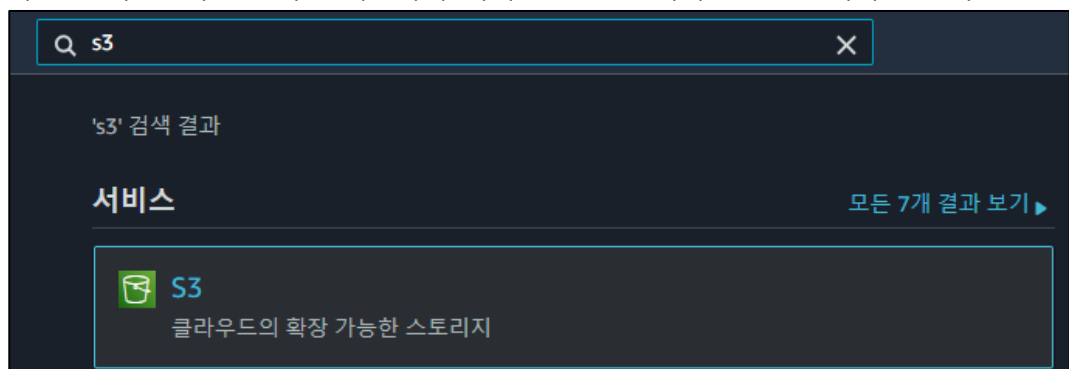 s3
's3' 검색 결과
서비스
모든 7개 결과 보기
S3
클라우드의 확장 가능한 스토리지